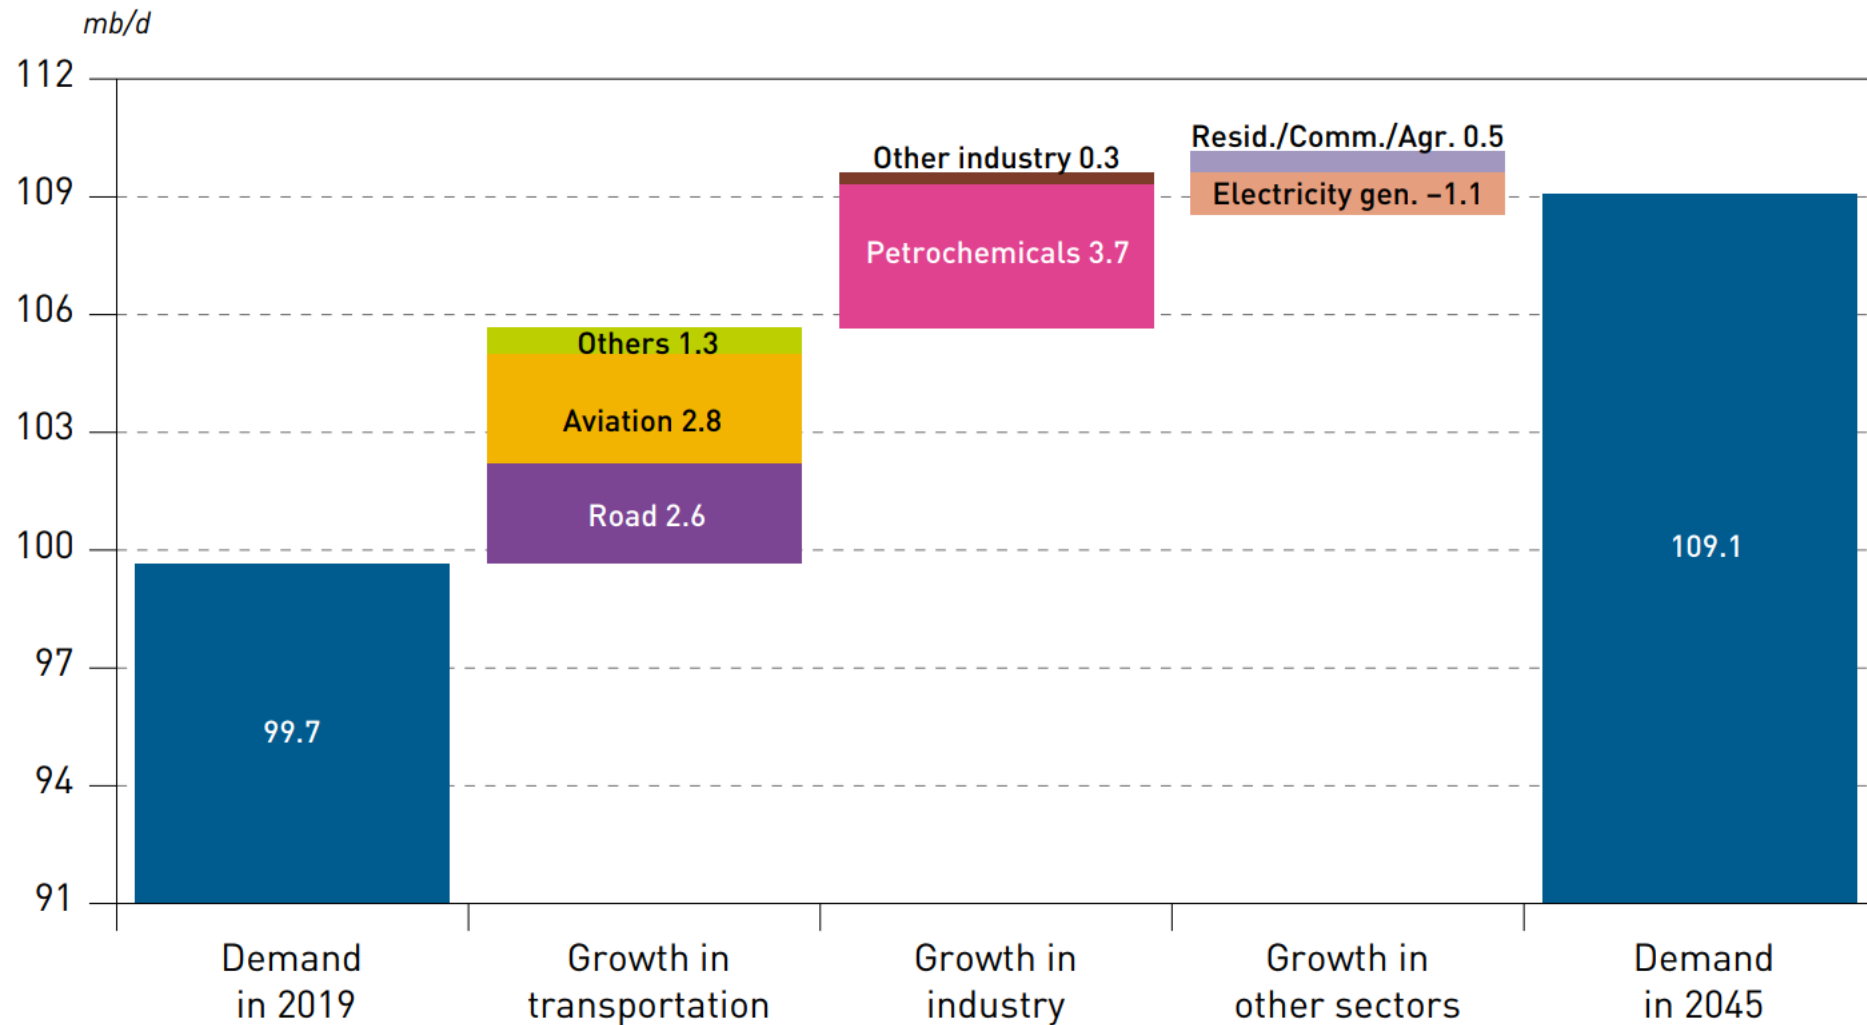 mb/d
112
109
106
103
100
97
94
91
99.7
Others 1.3
Aviation 2.8
Road 2.6
Other industry 0.3
Petrochemicals 3.7
Resid./Comm./Agr. 0.5
Electricity gen. –1.1
109.1
Demand
in 2019
Growth in
transportation
Growth in
industry
Growth in
other sectors
Demand
in 2045